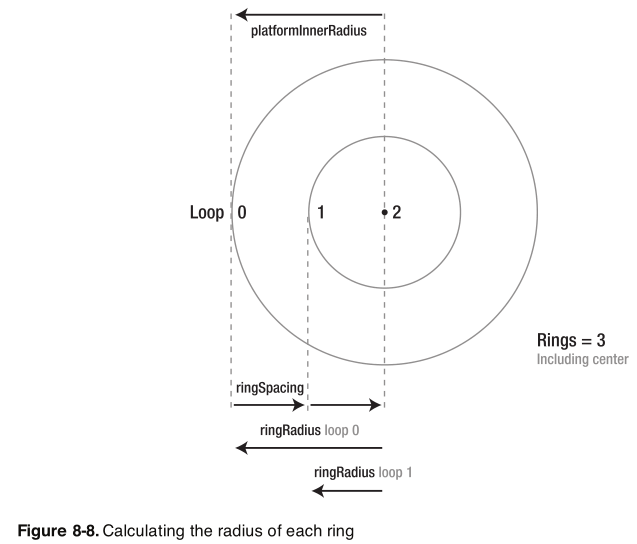 platformInnerRadius
Loop 0 1 2
Rings = 3
Including center
ringSpacing
ringRadius loop 0
ringRadius loop 1
Figure 8-8. Calculating the radius of each ring